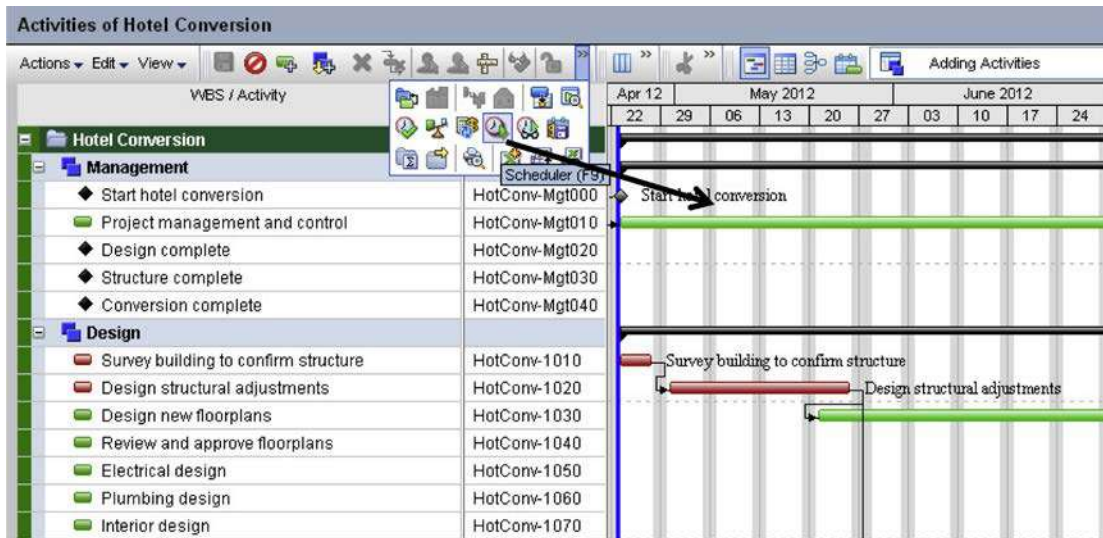 Activities of Hotel Conversion
Actions Edit View
Adding Activities
WBS / Activity
Apr 12 May 2012 June 2012
22 29 06 13 20 27 03 10 17 24
Hotel Conversion
Management
Scheduler (F9)
Start hotel conversion HotConv-Mgt000 Start hotel conversion
Project management and control HotConv-Mgt010
Design complete HotConv-Mgt020
Structure complete HotConv-Mgt030
Conversion complete HotConv-Mgt040
Design
Survey building to confirm structure HotConv-1010 Survey building to confirm structure
Design structural adjustments HotConv-1020 Design structural adjustments
Design new floorplans HotConv-1030
Review and approve floorplans HotConv-1040
Electrical design HotConv-1050
Plumbing design HotConv-1060
Interior design HotConv-1070